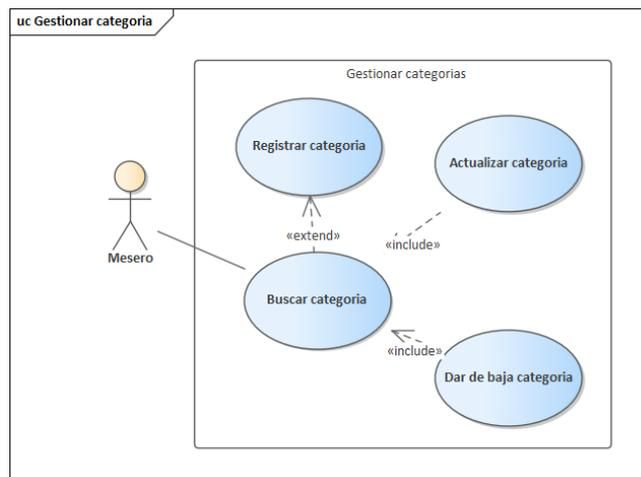 uc Gestionar categoria
Gestionar categorias
Registrar categoria
Actualizar categoria
«extend»
«include»
Mesero
Buscar categoria
«include»
Dar de baja categoria